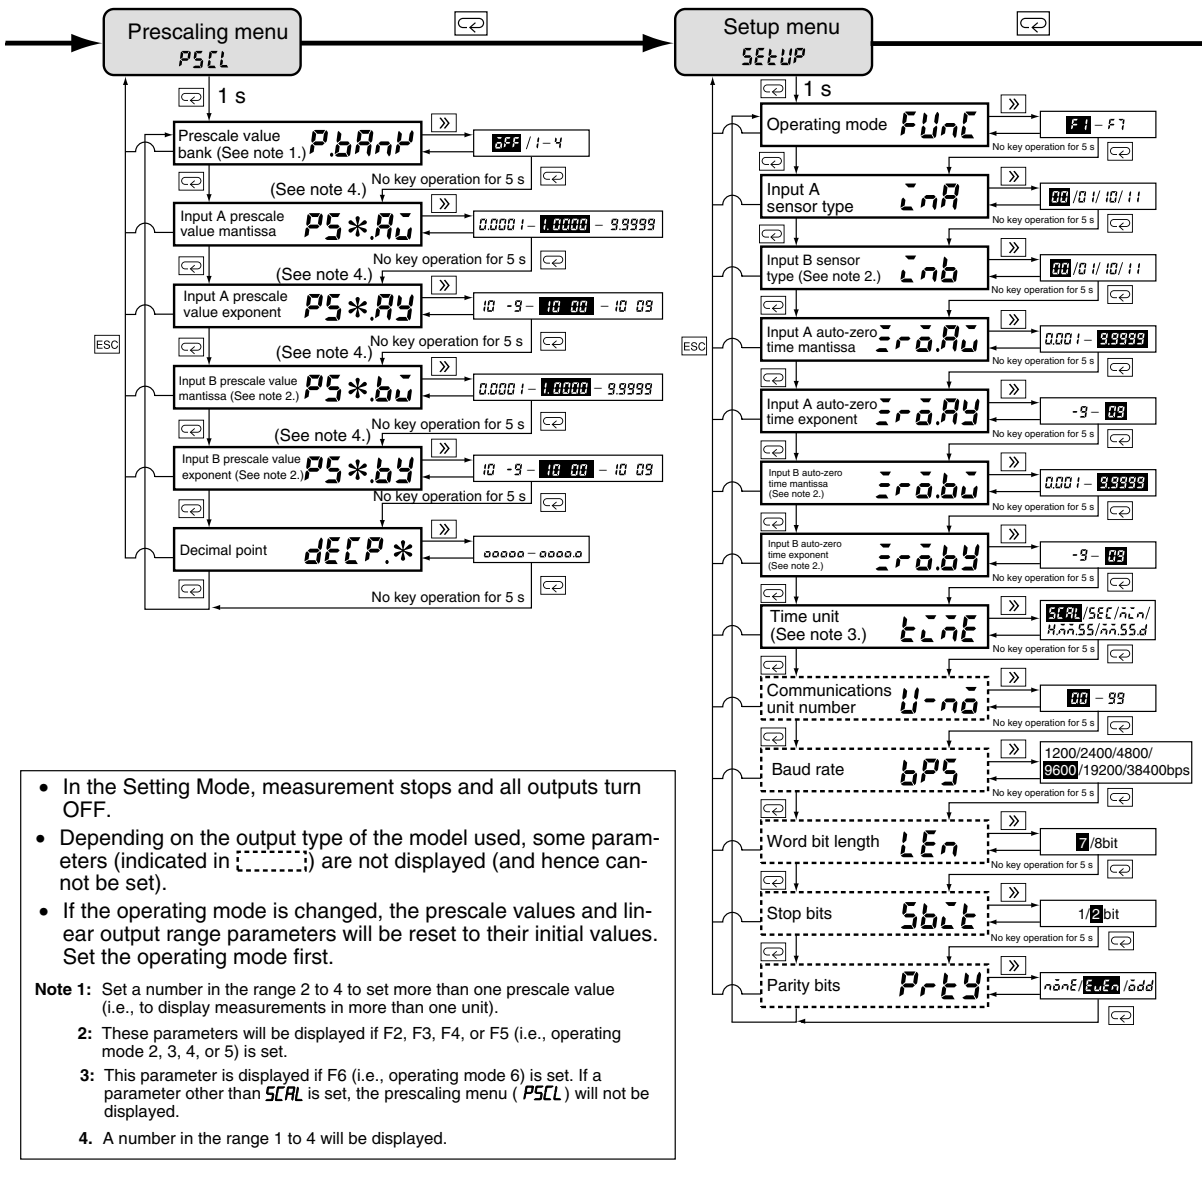 Prescaling menu
PSCL
1 s
Prescale value
bank (See note 1.)
P.bAnK
OFF / 1 – 4
No key operation for 5 s
(See note 4.)
Input A prescale
value mantissa
PS*.AX
0.0001 – 1.0000 – 9.9999
No key operation for 5 s
(See note 4.)
Input A prescale
value exponent
PS*.AY
10 -9 – 10 00 – 10 09
No key operation for 5 s
(See note 4.)
ESC
Input B prescale value
mantissa (See note 2.)
PS*.bX
0.0001 – 1.0000 – 9.9999
No key operation for 5 s
(See note 4.)
Input B prescale value
exponent (See note 2.)
PS*.bY
10 -9 – 10 00 – 10 09
No key operation for 5 s
Decimal point
dECP.*
ooooo – oooo.o
No key operation for 5 s
Setup menu
SEtUP
1 s
Operating mode
FUnC
F1 – F7
No key operation for 5 s
Input A
sensor type
inA
00 /01/ 10/ 11
No key operation for 5 s
Input B sensor
type (See note 2.)
inb
00 /01/ 10/ 11
No key operation for 5 s
ESC
Input A auto-zero
time mantissa
Zro.AX
0.001 – 9.9999
No key operation for 5 s
Input A auto-zero
time exponent
Zro.AY
-9 – 09
No key operation for 5 s
Input B auto-zero
time mantissa
(See note 2.)
Zro.bX
0.001 – 9.9999
No key operation for 5 s
Input B auto-zero
time exponent
(See note 2.)
Zro.bY
-9 – 09
No key operation for 5 s
Time unit
(See note 3.)
timE
SCAL/SEC/min/
H.mm.SS/mm.SS.d
No key operation for 5 s
Communications
unit number
U-no
00 – 99
No key operation for 5 s
Baud rate
bPS
1200/2400/4800/
9600/19200/38400bps
No key operation for 5 s
Word bit length
LEn
7/8bit
No key operation for 5 s
Stop bits
Sbit
1/2bit
No key operation for 5 s
Parity bits
PrtY
nonE/EvEn/odd
• In the Setting Mode, measurement stops and all outputs turn
OFF.
• Depending on the output type of the model used, some param-
eters (indicated in ) are not displayed (and hence can-
not be set).
• If the operating mode is changed, the prescale values and lin-
ear output range parameters will be reset to their initial values.
Set the operating mode first.
Note 1: Set a number in the range 2 to 4 to set more than one prescale value
(i.e., to display measurements in more than one unit).
2: These parameters will be displayed if F2, F3, F4, or F5 (i.e., operating
mode 2, 3, 4, or 5) is set.
3: This parameter is displayed if F6 (i.e., operating mode 6) is set. If a
parameter other than SCAL is set, the prescaling menu ( PSCL ) will not be
displayed.
4. A number in the range 1 to 4 will be displayed.